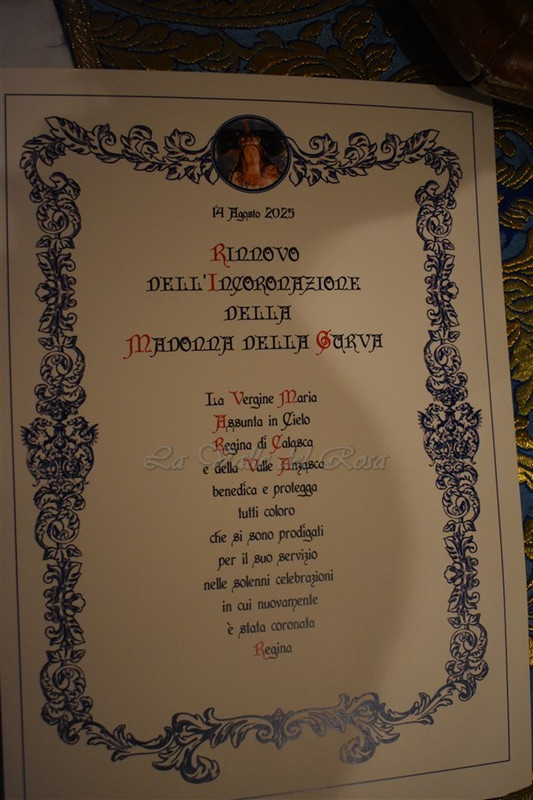 14 Agosto 2025
Rinnovo
dell'Incoronazione
della
Madonna della Gurva
La Vergine Maria
Assunta in Cielo
Regina di Calasca
e della Valle Anzasca
benedica e protegga
tutti coloro
che si sono prodigati
per il suo servizio
nelle solenni celebrazioni
in cui nuovamente
è stata coronata
Regina